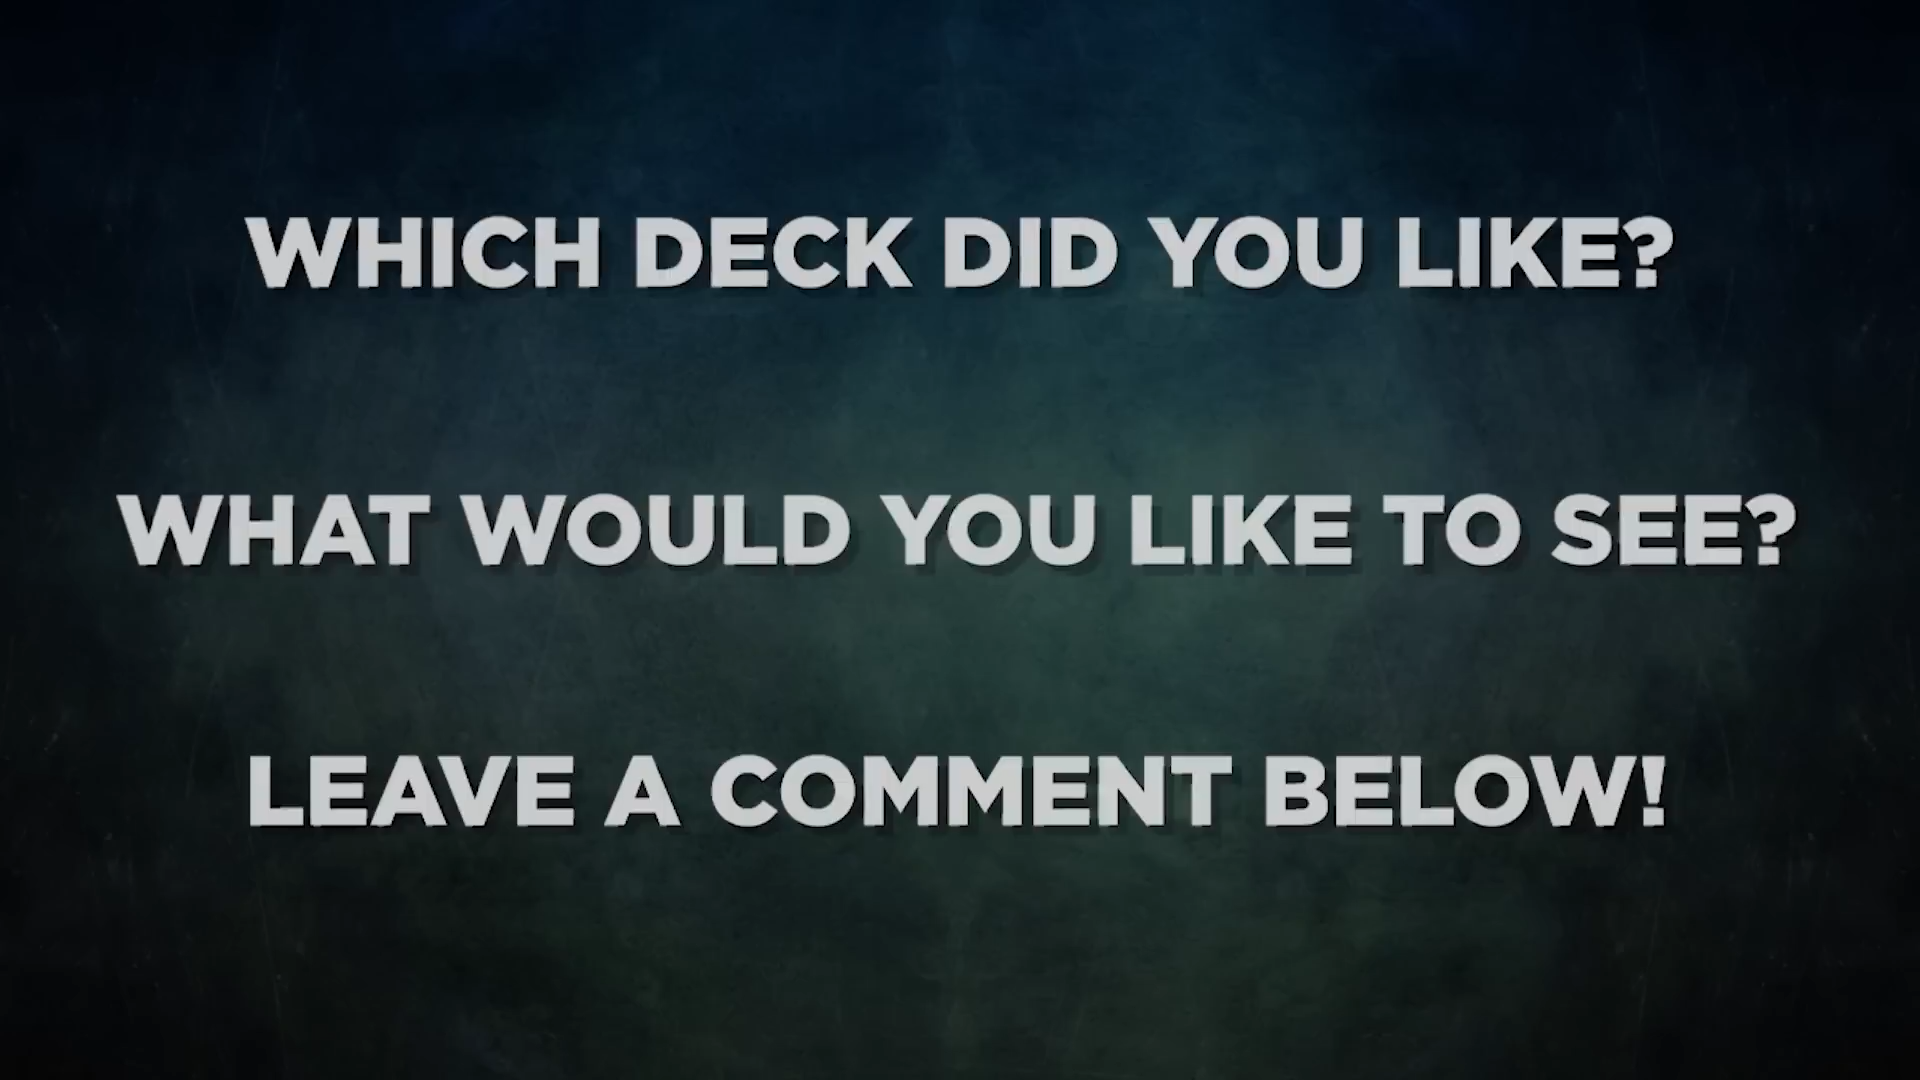 WHICH DECK DID YOU LIKE?
WHAT WOULD YOU LIKE TO SEE?
LEAVE A COMMENT BELOW!